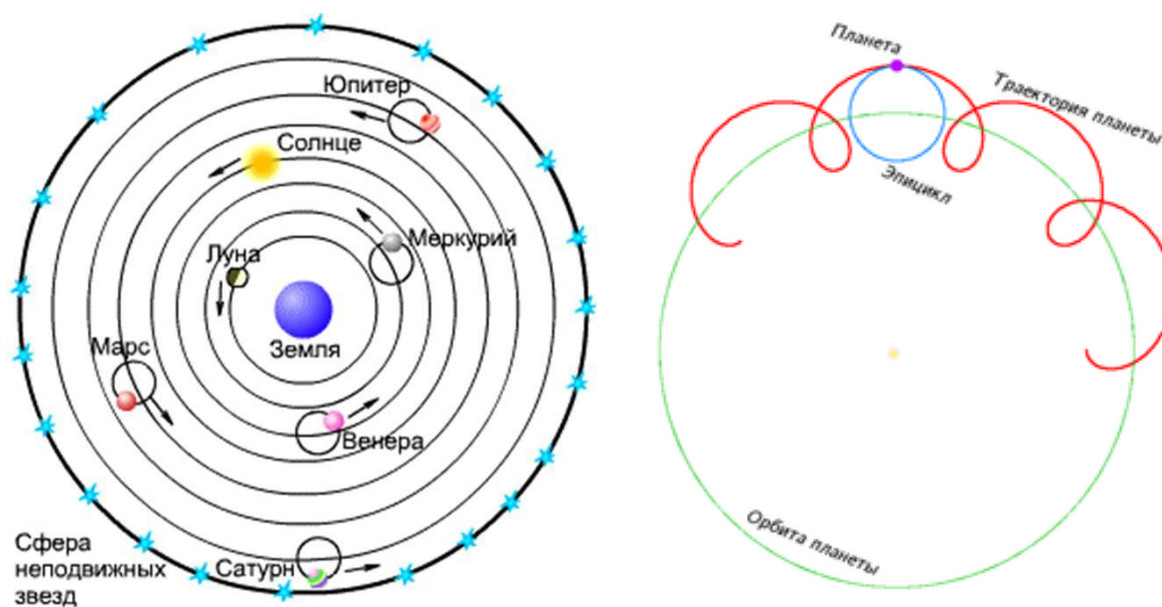 Юпитер
Солнце
Меркурий
Луна
Земля
Марс
Венера
Сатурн
Сфера
неподвижных
звезд
Планета
Траектория планеты
Эпицикл
Орбита планеты